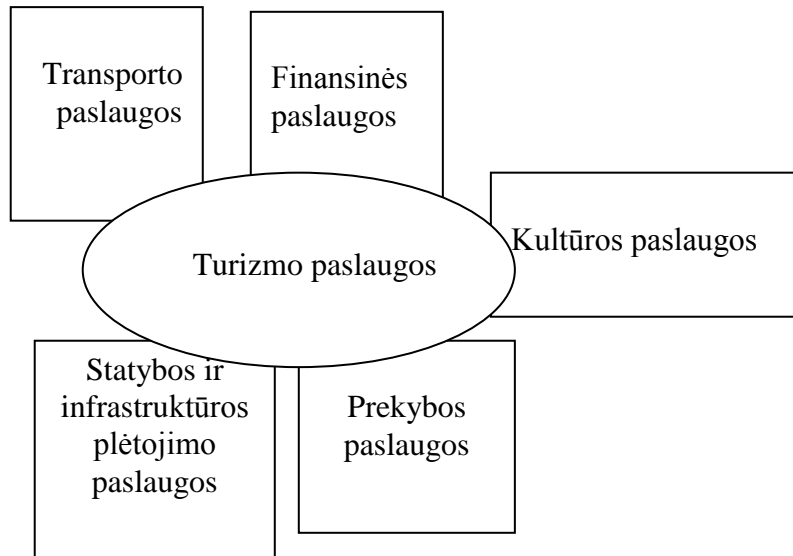 Transporto
paslaugos
Finansinės
paslaugos
Kultūros paslaugos
Turizmo paslaugos
Statybos ir
infrastruktūros
plėtojimo
paslaugos
Prekybos
paslaugos